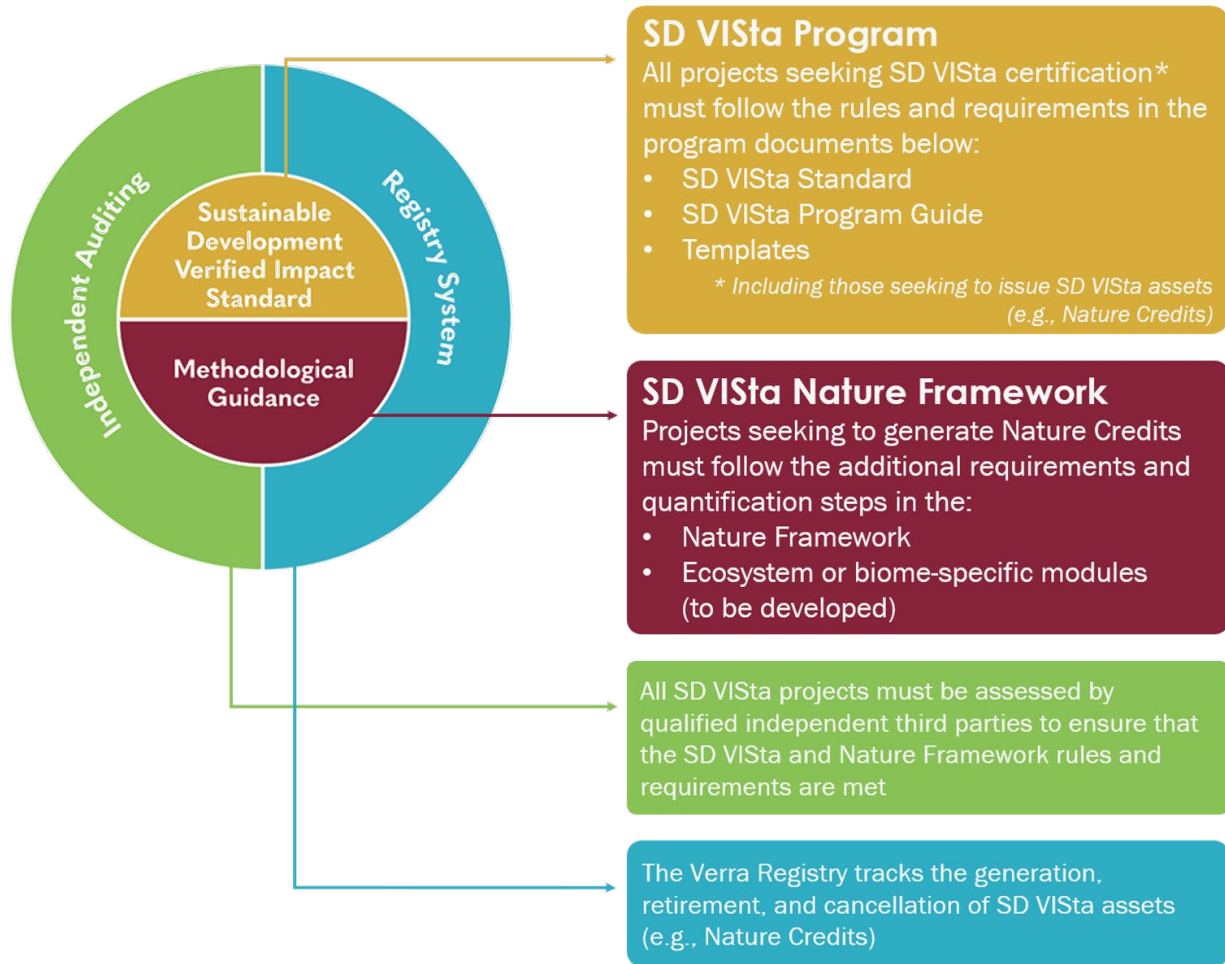 Independent Auditing
Registry System
Sustainable
Development
Verified Impact
Standard
Methodological
Guidance
SD VISta Program
All projects seeking SD VISta certification*
must follow the rules and requirements in the
program documents below:
• SD VISta Standard
• SD VISta Program Guide
• Templates
* Including those seeking to issue SD VISta assets
(e.g., Nature Credits)
SD VISta Nature Framework
Projects seeking to generate Nature Credits
must follow the additional requirements and
quantification steps in the:
• Nature Framework
• Ecosystem or biome-specific modules
(to be developed)
All SD VISta projects must be assessed by
qualified independent third parties to ensure that
the SD VISta and Nature Framework rules and
requirements are met
The Verra Registry tracks the generation,
retirement, and cancellation of SD VISta assets
(e.g., Nature Credits)